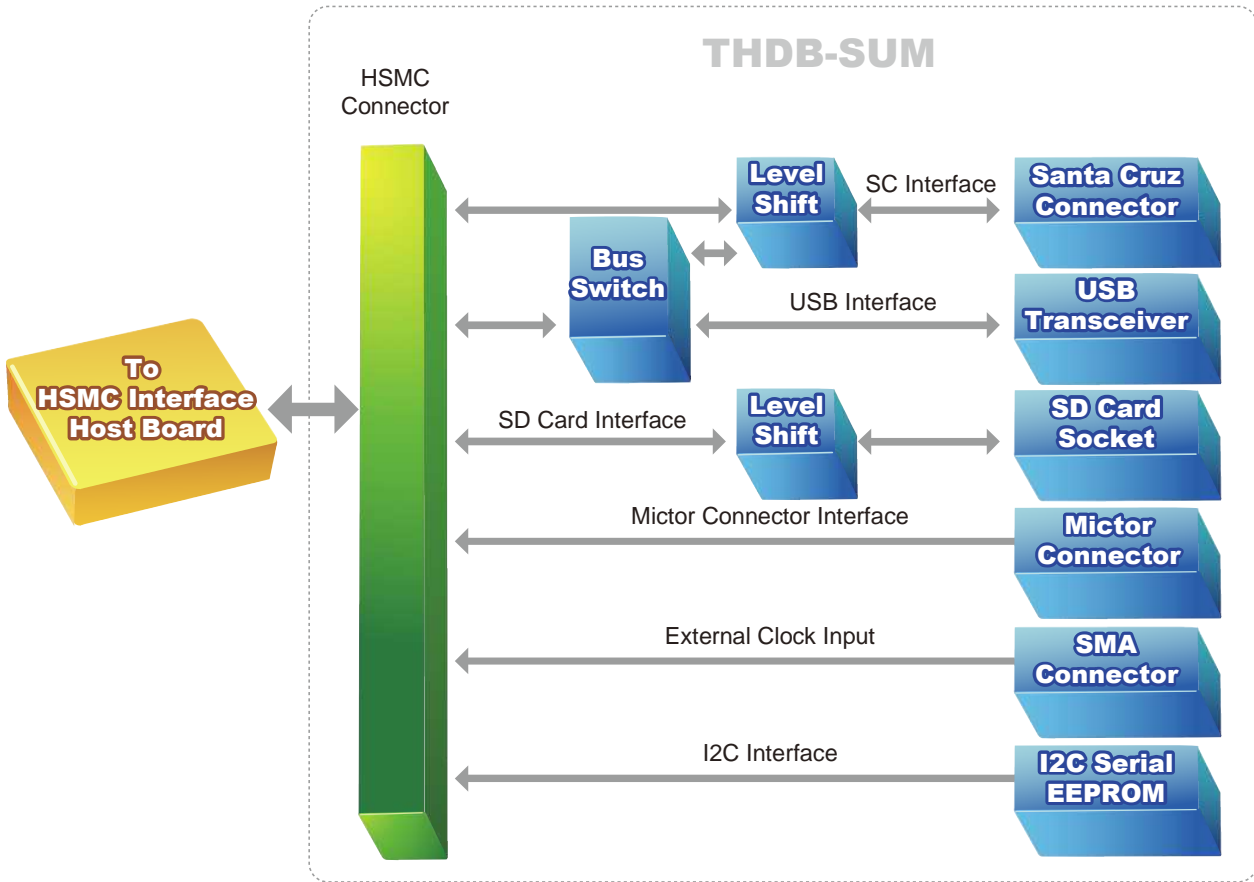 THDB-SUM
HSMC
Connector
Level
Shift
SC Interface
Santa Cruz
Connector
Bus
Switch
USB Interface
USB
Transceiver
To
HSMC Interface
Host Board
SD Card Interface
Level
Shift
SD Card
Socket
Mictor Connector Interface
Mictor
Connector
External Clock Input
SMA
Connector
I2C Interface
I2C Serial
EEPROM